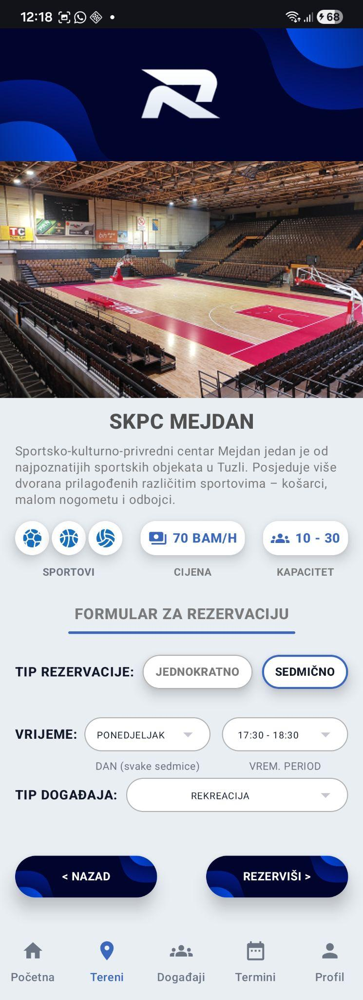 12:18
68
TC
PAN
SKPC MEJDAN
Sportsko-kulturno-privredni centar Mejdan jedan je od
najpoznatijih sportskih objekata u Tuzli. Posjeduje više
dvorana prilagođenih različitim sportovima – košarci,
malom nogometu i odbojci.
70 BAM/H
10 - 30
SPORTOVI
CIJENA
KAPACITET
FORMULAR ZA REZERVACIJU
TIP REZERVACIJE:
JEDNOKRATNO
SEDMIČNO
VRIJEME:
PONEDJELJAK
17:30 - 18:30
DAN (svake sedmice)
VREM. PERIOD
TIP DOGAĐAJA:
REKREACIJA
< NAZAD
REZERVIŠI >
Početna
Tereni
Događaji
Termini
Profil